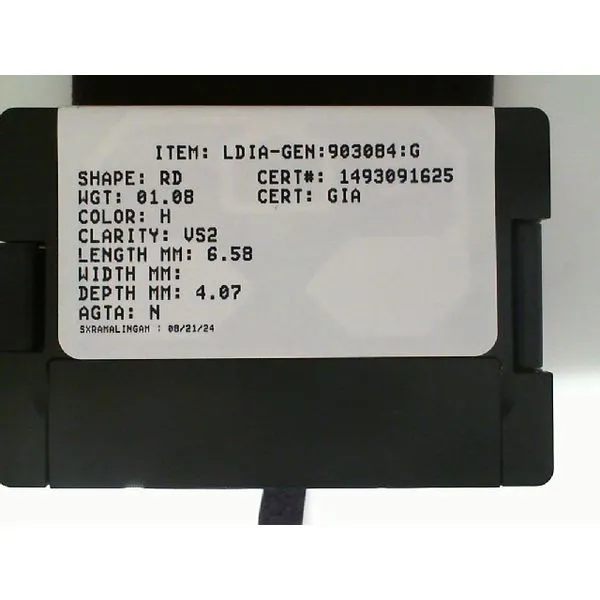 ITEM: LDIA-GEN:903084:G
SHAPE: RD CERT#: 1493091625
WGT: 01.08 CERT: GIA
COLOR: H
CLARITY: VS2
LENGTH MM: 6.58
WIDTH MM:
DEPTH MM: 4.07
AGTA: N
SXRAMALINGAM : 08/21/24